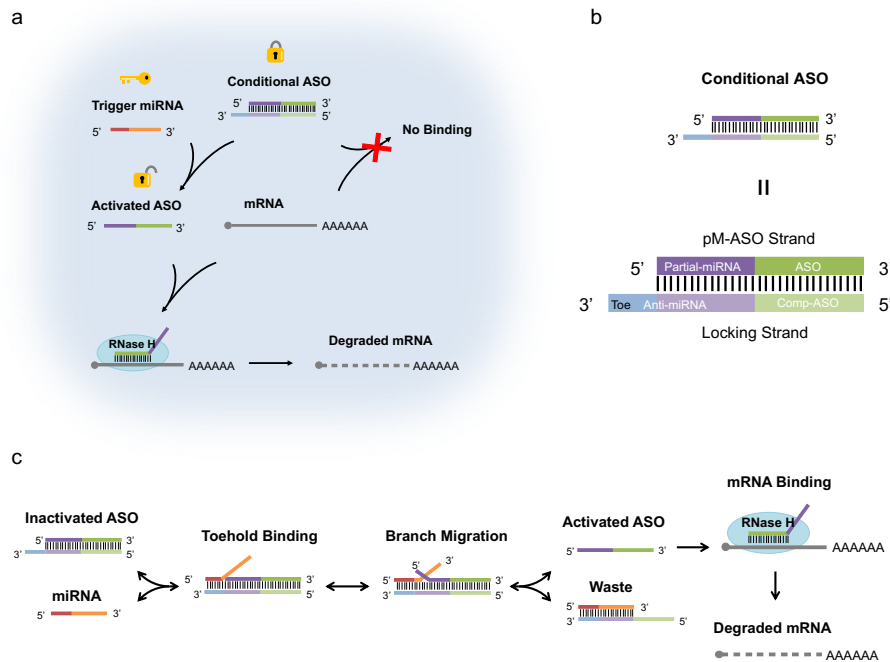 a
Conditional ASO
5’ 3’
3’ 5’
Trigger miRNA
5’ 3’
No Binding
Activated ASO
5’ 3’
mRNA
AAAAAA
RNase H
AAAAAA
Degraded mRNA
AAAAAA
b
Conditional ASO
5’ 3’
3’ 5’
=
pM-ASO Strand
5’ Partial-miRNA ASO 3’
3’ Toe Anti-miRNA Comp-ASO 5’
Locking Strand
c
Inactivated ASO
5’ 3’
3’ 5’
miRNA
5’ 3’
Toehold Binding
5’ 3’
3’ 5’
Branch Migration
3’
5’ 3’
3’ 5’
Activated ASO
5’ 3’
Waste
5’ 3’
3’ 5’
mRNA Binding
RNase H
AAAAAA
Degraded mRNA
AAAAAA